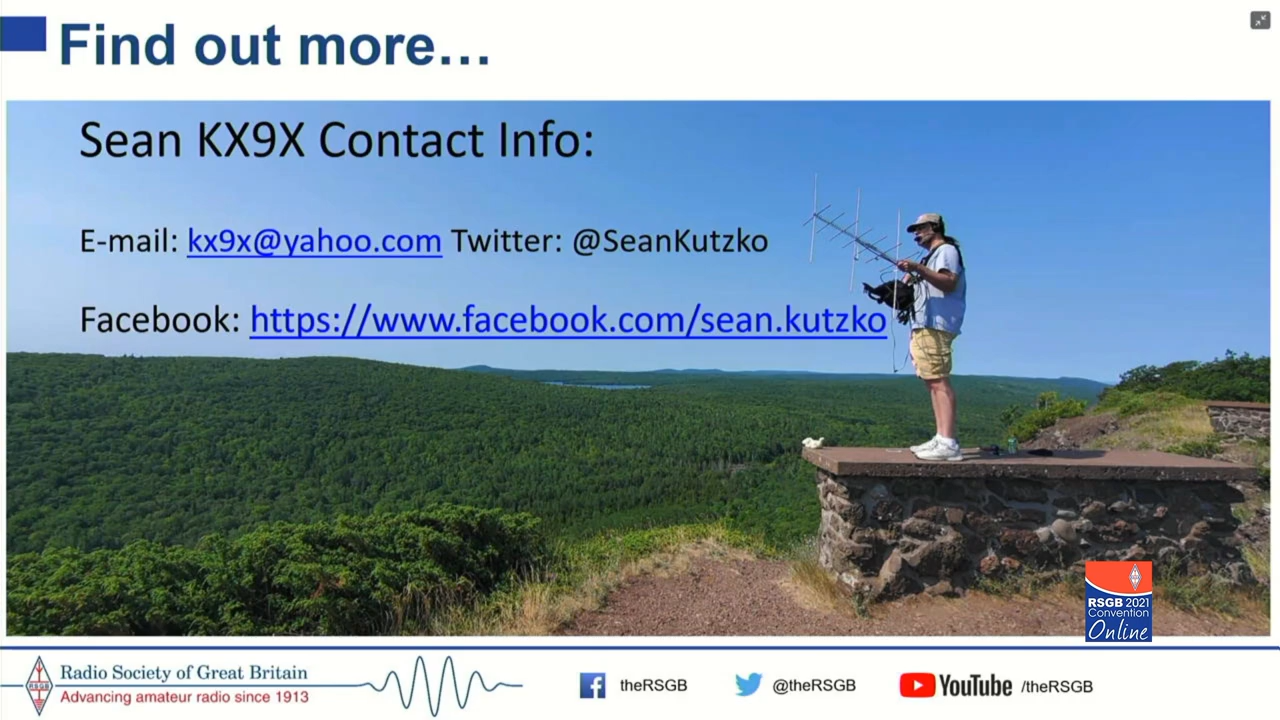 Find out more…
Sean KX9X Contact Info:
E-mail: kx9x@yahoo.com Twitter: @SeanKutzko
Facebook: https://www.facebook.com/sean.kutzko
RSGB 2021
Convention
Online
RSGB
Radio Society of Great Britain
Advancing amateur radio since 1913
theRSGB
@theRSGB
YouTube /theRSGB